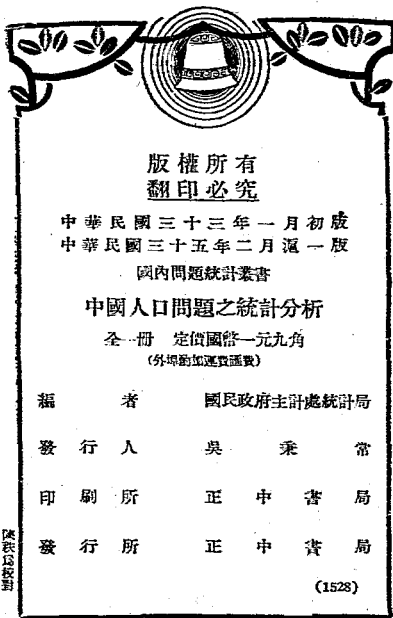 版權所有
翻印必究
中華民國三十三年一月初版
中華民國三十五年二月滬一版
國內問題統計叢書
中國人口問題之統計分析
全一冊 定價國幣一元九角
(外埠酌加運費匯費)
編者 國民政府主計處統計局
發行人 吳秉常
印刷所 正中書局
發行所 正中書局
(1528)